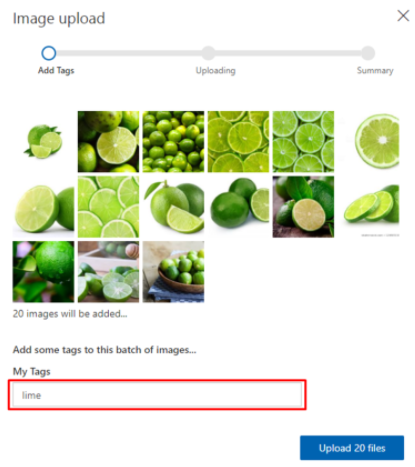 Image upload
Add Tags
Uploading
Summary
20 images will be added...
Add some tags to this batch of images...
My Tags
lime
Upload 20 files